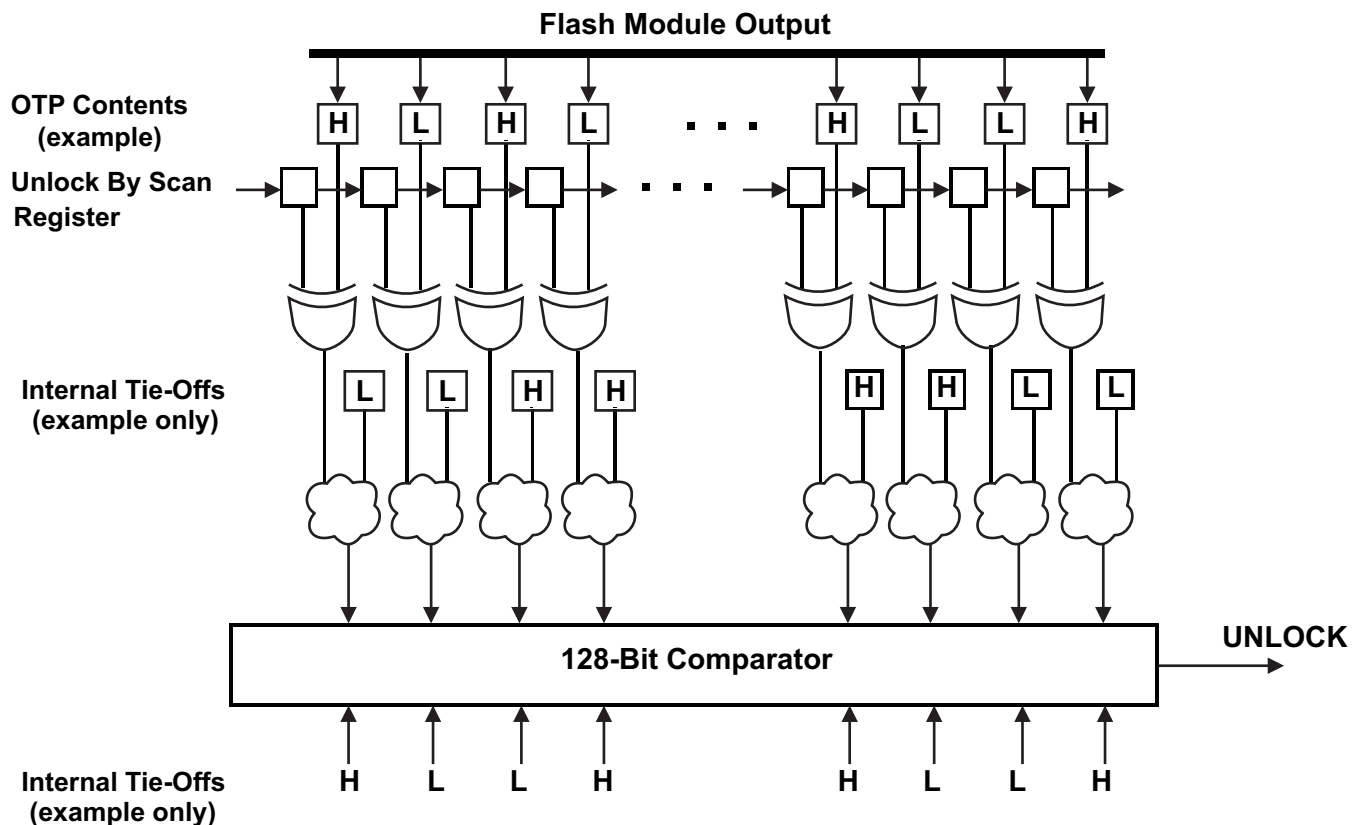 Flash Module Output
OTP Contents
(example)
H L H L . . . H L L H
Unlock By Scan
Register
. . .
Internal Tie-Offs
(example only)
L L H H H H L L
128-Bit Comparator
UNLOCK
H L L H H L L H
Internal Tie-Offs
(example only)